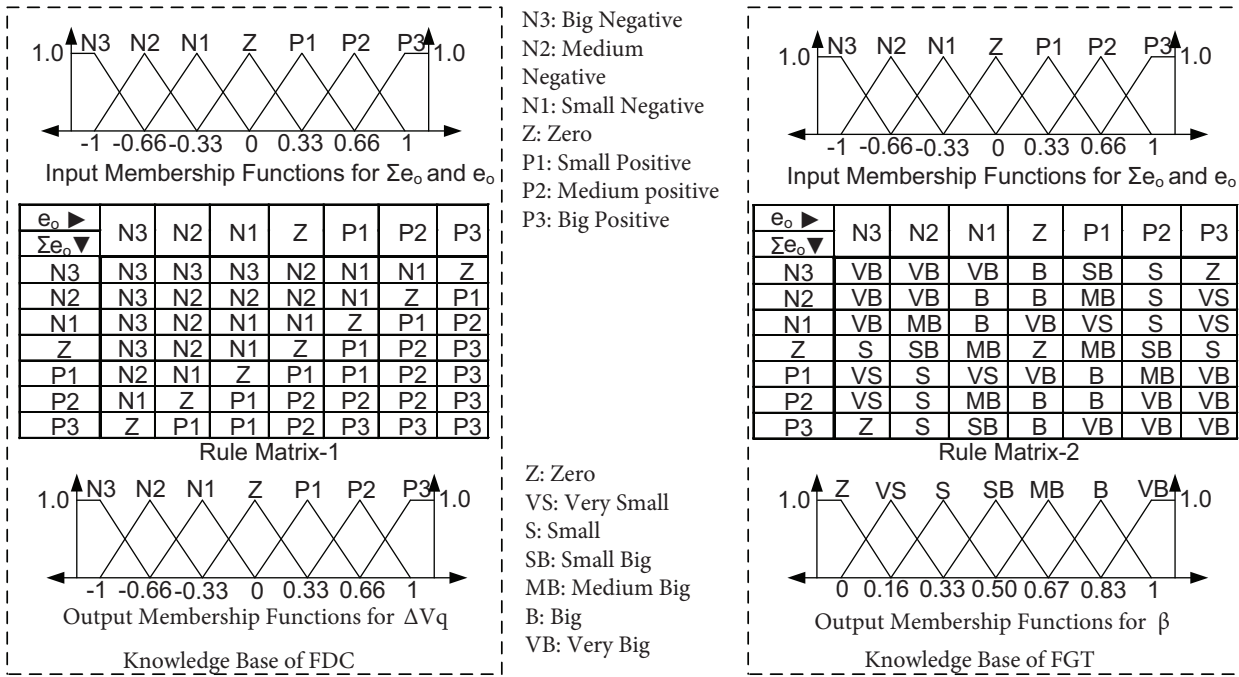 1.0 N3 N2 N1 Z P1 P2 P3 1.0
-1 -0.66 -0.33 0 0.33 0.66 1
Input Membership Functions for Σeo and eo
eo ▶ N3 N2 N1 Z P1 P2 P3
Σeo ▼
N3 N3 N3 N3 N2 N1 N1 Z
N2 N3 N2 N2 N2 N1 Z P1
N1 N3 N2 N1 N1 Z P1 P2
Z N3 N2 N1 Z P1 P2 P3
P1 N2 N1 Z P1 P1 P2 P3
P2 N1 Z P1 P2 P2 P2 P3
P3 Z P1 P1 P2 P3 P3 P3
Rule Matrix-1
1.0 N3 N2 N1 Z P1 P2 P3 1.0
-1 -0.66 -0.33 0 0.33 0.66 1
Output Membership Functions for ΔVq
Knowledge Base of FDC
N3: Big Negative
N2: Medium
Negative
N1: Small Negative
Z: Zero
P1: Small Positive
P2: Medium positive
P3: Big Positive
Z: Zero
VS: Very Small
S: Small
SB: Small Big
MB: Medium Big
B: Big
VB: Very Big
1.0 N3 N2 N1 Z P1 P2 P3 1.0
-1 -0.66 -0.33 0 0.33 0.66 1
Input Membership Functions for Σeo and eo
eo ▶ N3 N2 N1 Z P1 P2 P3
Σeo ▼
N3 VB VB VB B SB S Z
N2 VB VB B B MB S VS
N1 VB MB B VB VS S VS
Z S SB MB Z MB SB S
P1 VS S VS VB B MB VB
P2 VS S MB B B VB VB
P3 Z S SB B VB VB VB
Rule Matrix-2
1.0 Z VS S SB MB B VB 1.0
0 0.16 0.33 0.50 0.67 0.83 1
Output Membership Functions for β
Knowledge Base of FGT